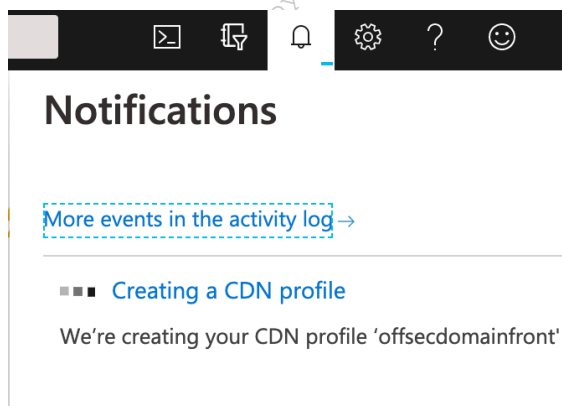 Notifications
More events in the activity log →
Creating a CDN profile
We’re creating your CDN profile ‘offsecdomainfront'